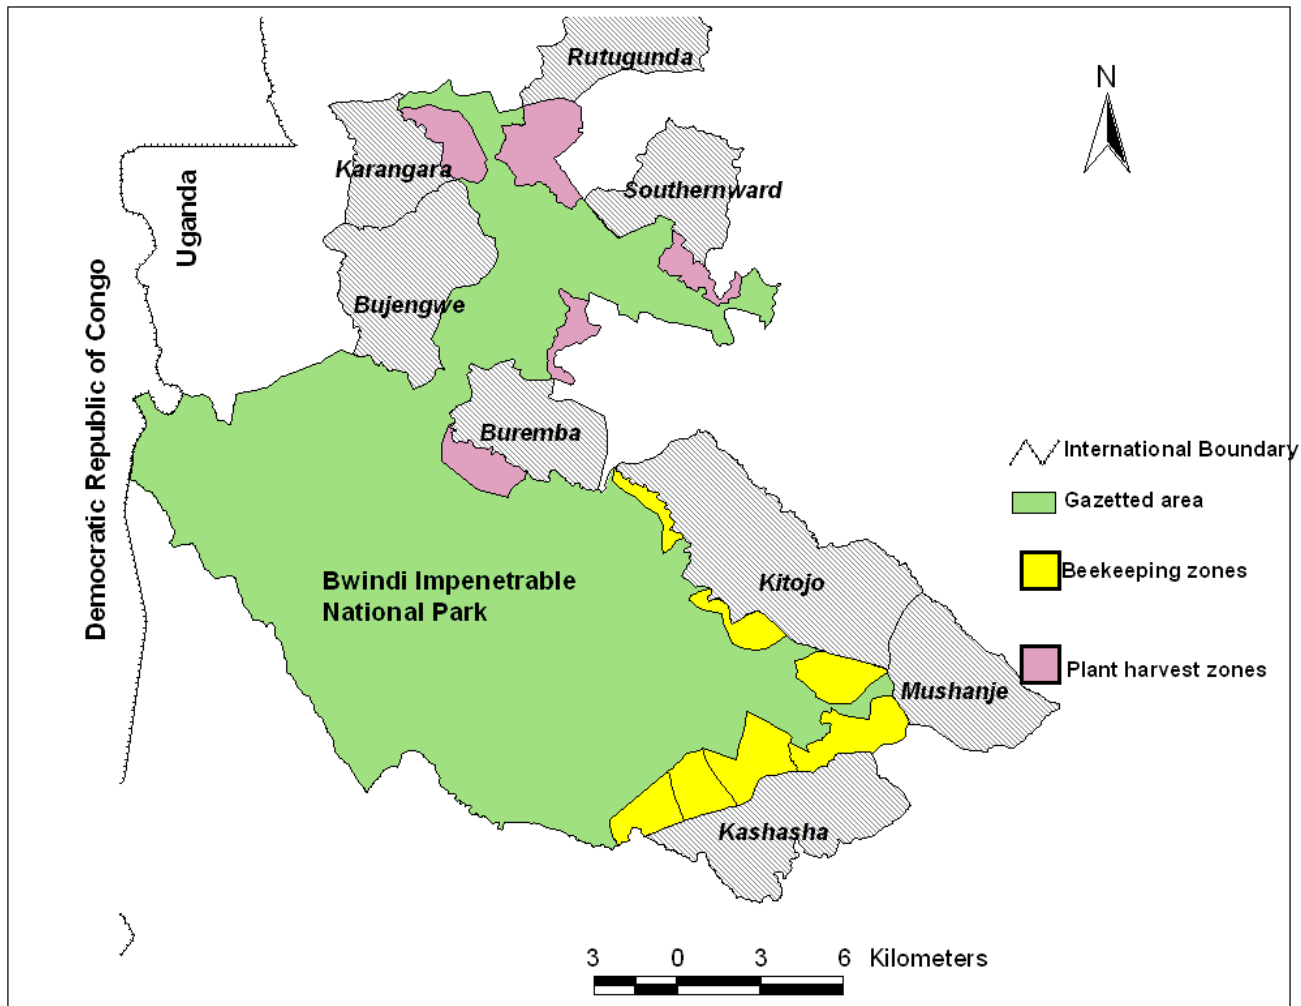 Rutugunda
N
Karangara
Southernward
Uganda
Democratic Republic of Congo
Bujengwe
Buremba
International Boundary
Gazetted area
Beekeeping zones
Plant harvest zones
Bwindi Impenetrable
National Park
Kitojo
Mushanje
Kashasha
3 0 3 6 Kilometers